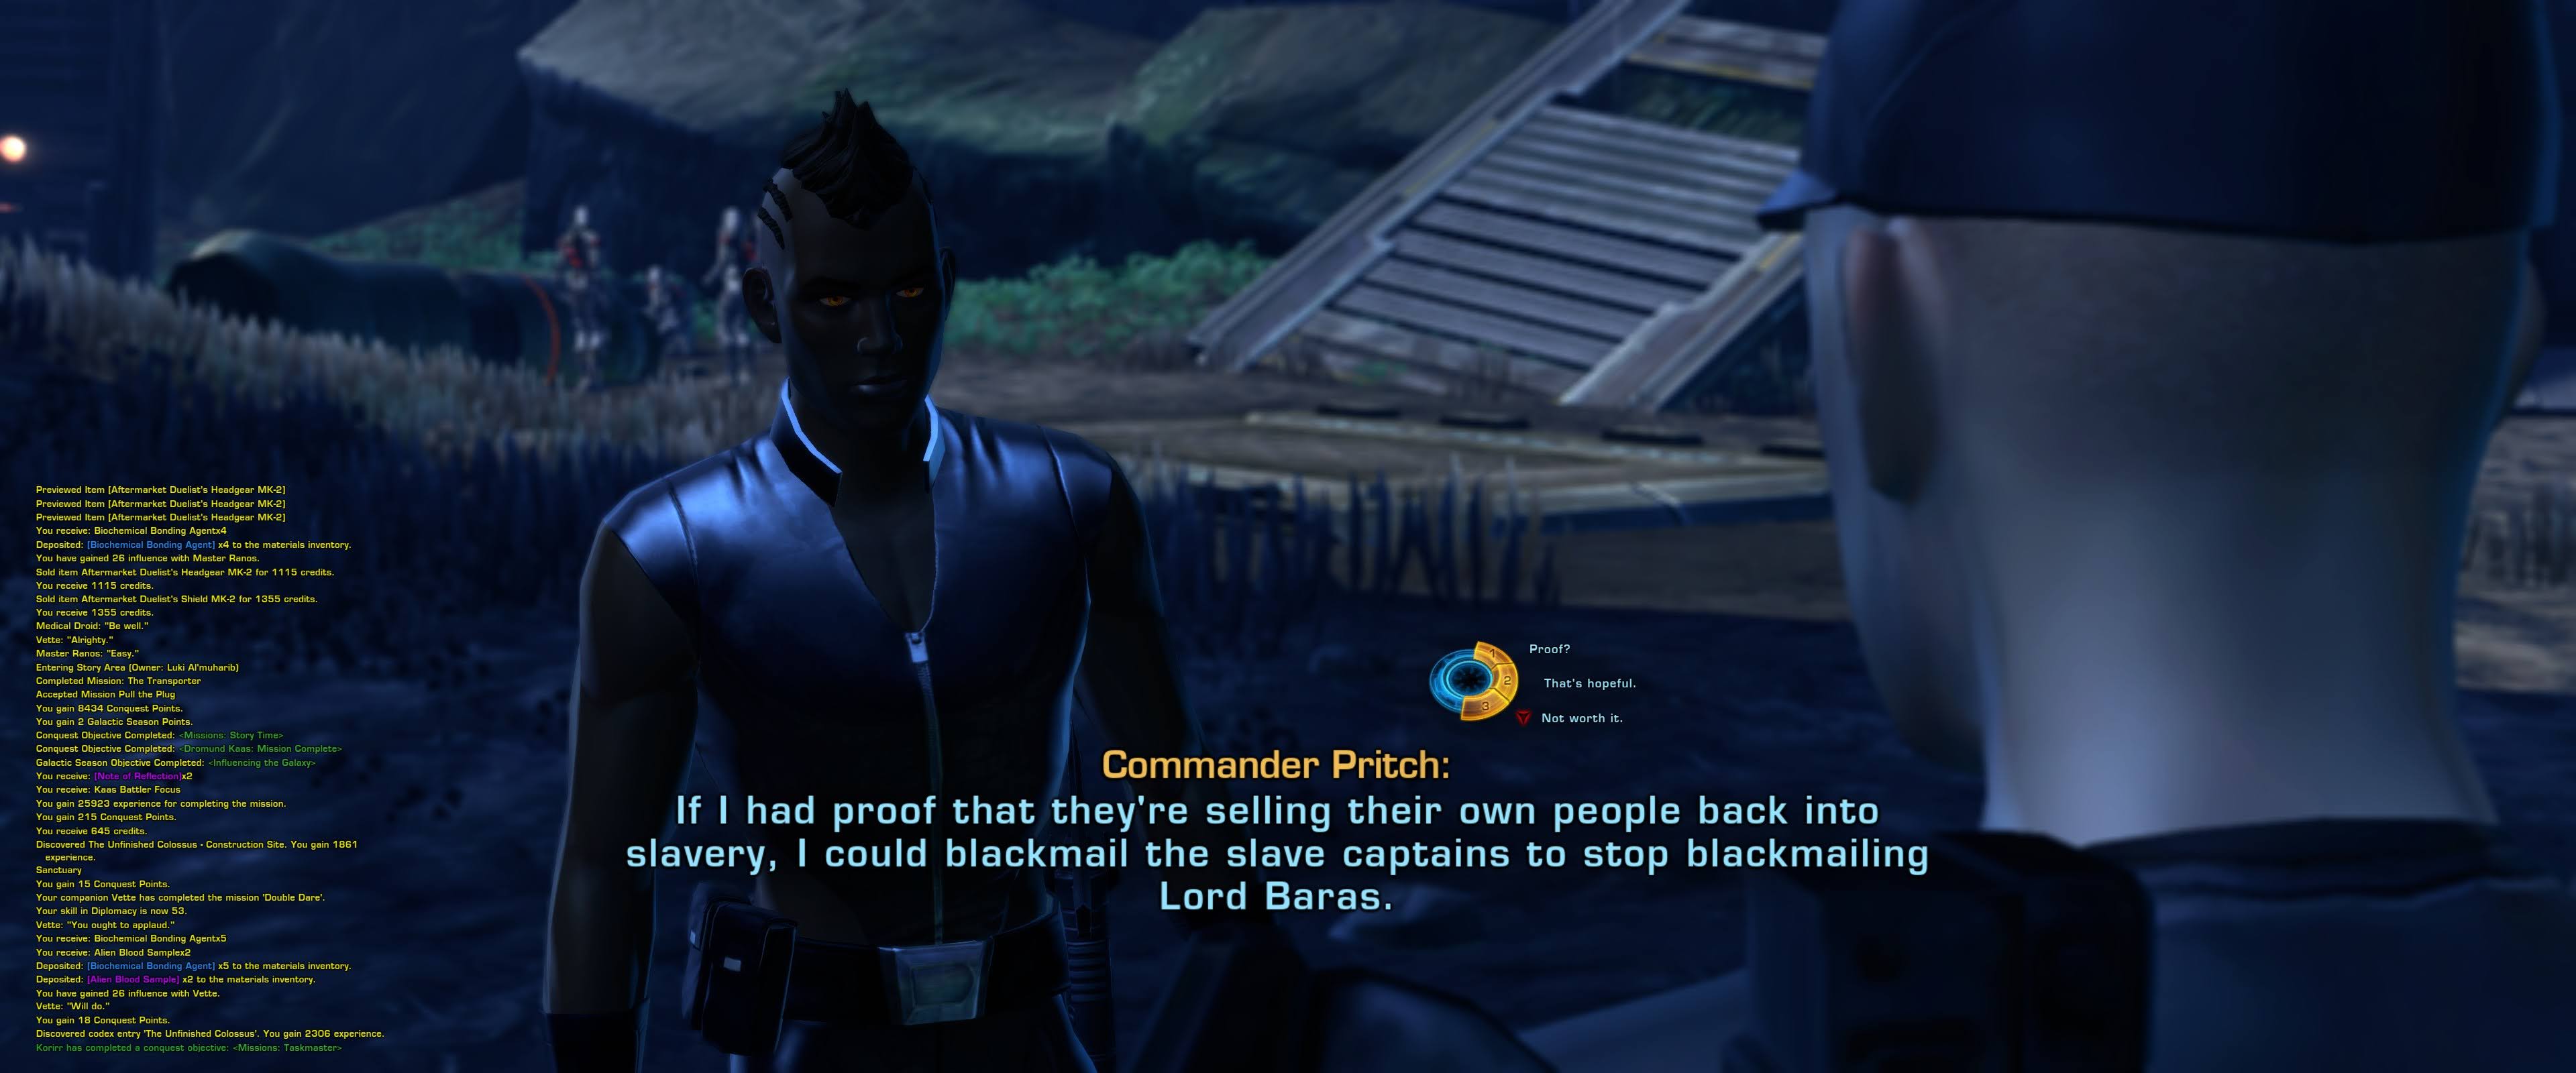 Previewed Item [Aftermarket Duelist's Headgear MK-2]
Previewed Item [Aftermarket Duelist's Headgear MK-2]
Previewed Item [Aftermarket Duelist's Headgear MK-2]
You receive: Biochemical Bonding Agentx4
Deposited: [Biochemical Bonding Agent] x4 to the materials inventory.
You have gained 26 influence with Master Ranos.
Sold item Aftermarket Duelist's Headgear MK-2 for 1115 credits.
You receive 1115 credits.
Sold item Aftermarket Duelist's Shield MK-2 for 1355 credits.
You receive 1355 credits.
Medical Droid: "Be well."
Vette: "Alrighty."
Master Ranos: "Easy."
Entering Story Area (Owner: Luki Al'muharib)
Completed Mission: The Transporter
Accepted Mission Pull the Plug
You gain 8434 Conquest Points.
You gain 2 Galactic Season Points.
Conquest Objective Completed: <Missions: Story Time>
Conquest Objective Completed: <Dromund Kaas: Mission Complete>
Galactic Season Objective Completed: <Influencing the Galaxy>
You receive: [Note of Reflection]x2
You receive: Kaas Battler Focus
You gain 25923 experience for completing the mission.
You gain 215 Conquest Points.
You receive 645 credits.
Discovered The Unfinished Colossus - Construction Site. You gain 1861
experience.
Sanctuary
You gain 15 Conquest Points.
Your companion Vette has completed the mission 'Double Dare'.
Your skill in Diplomacy is now 53.
Vette: "You ought to applaud."
You receive: Biochemical Bonding Agentx5
You receive: Alien Blood Samplex2
Deposited: [Biochemical Bonding Agent] x5 to the materials inventory.
Deposited: [Alien Blood Sample] x2 to the materials inventory.
You have gained 26 influence with Vette.
Vette: "Will do."
You gain 18 Conquest Points.
Discovered codex entry 'The Unfinished Colossus'. You gain 2306 experience.
Korirr has completed a conquest objective: <Missions: Taskmaster>
1 Proof?
2 That's hopeful.
3 Not worth it.
Commander Pritch:
If I had proof that they're selling their own people back into
slavery, I could blackmail the slave captains to stop blackmailing
Lord Baras.